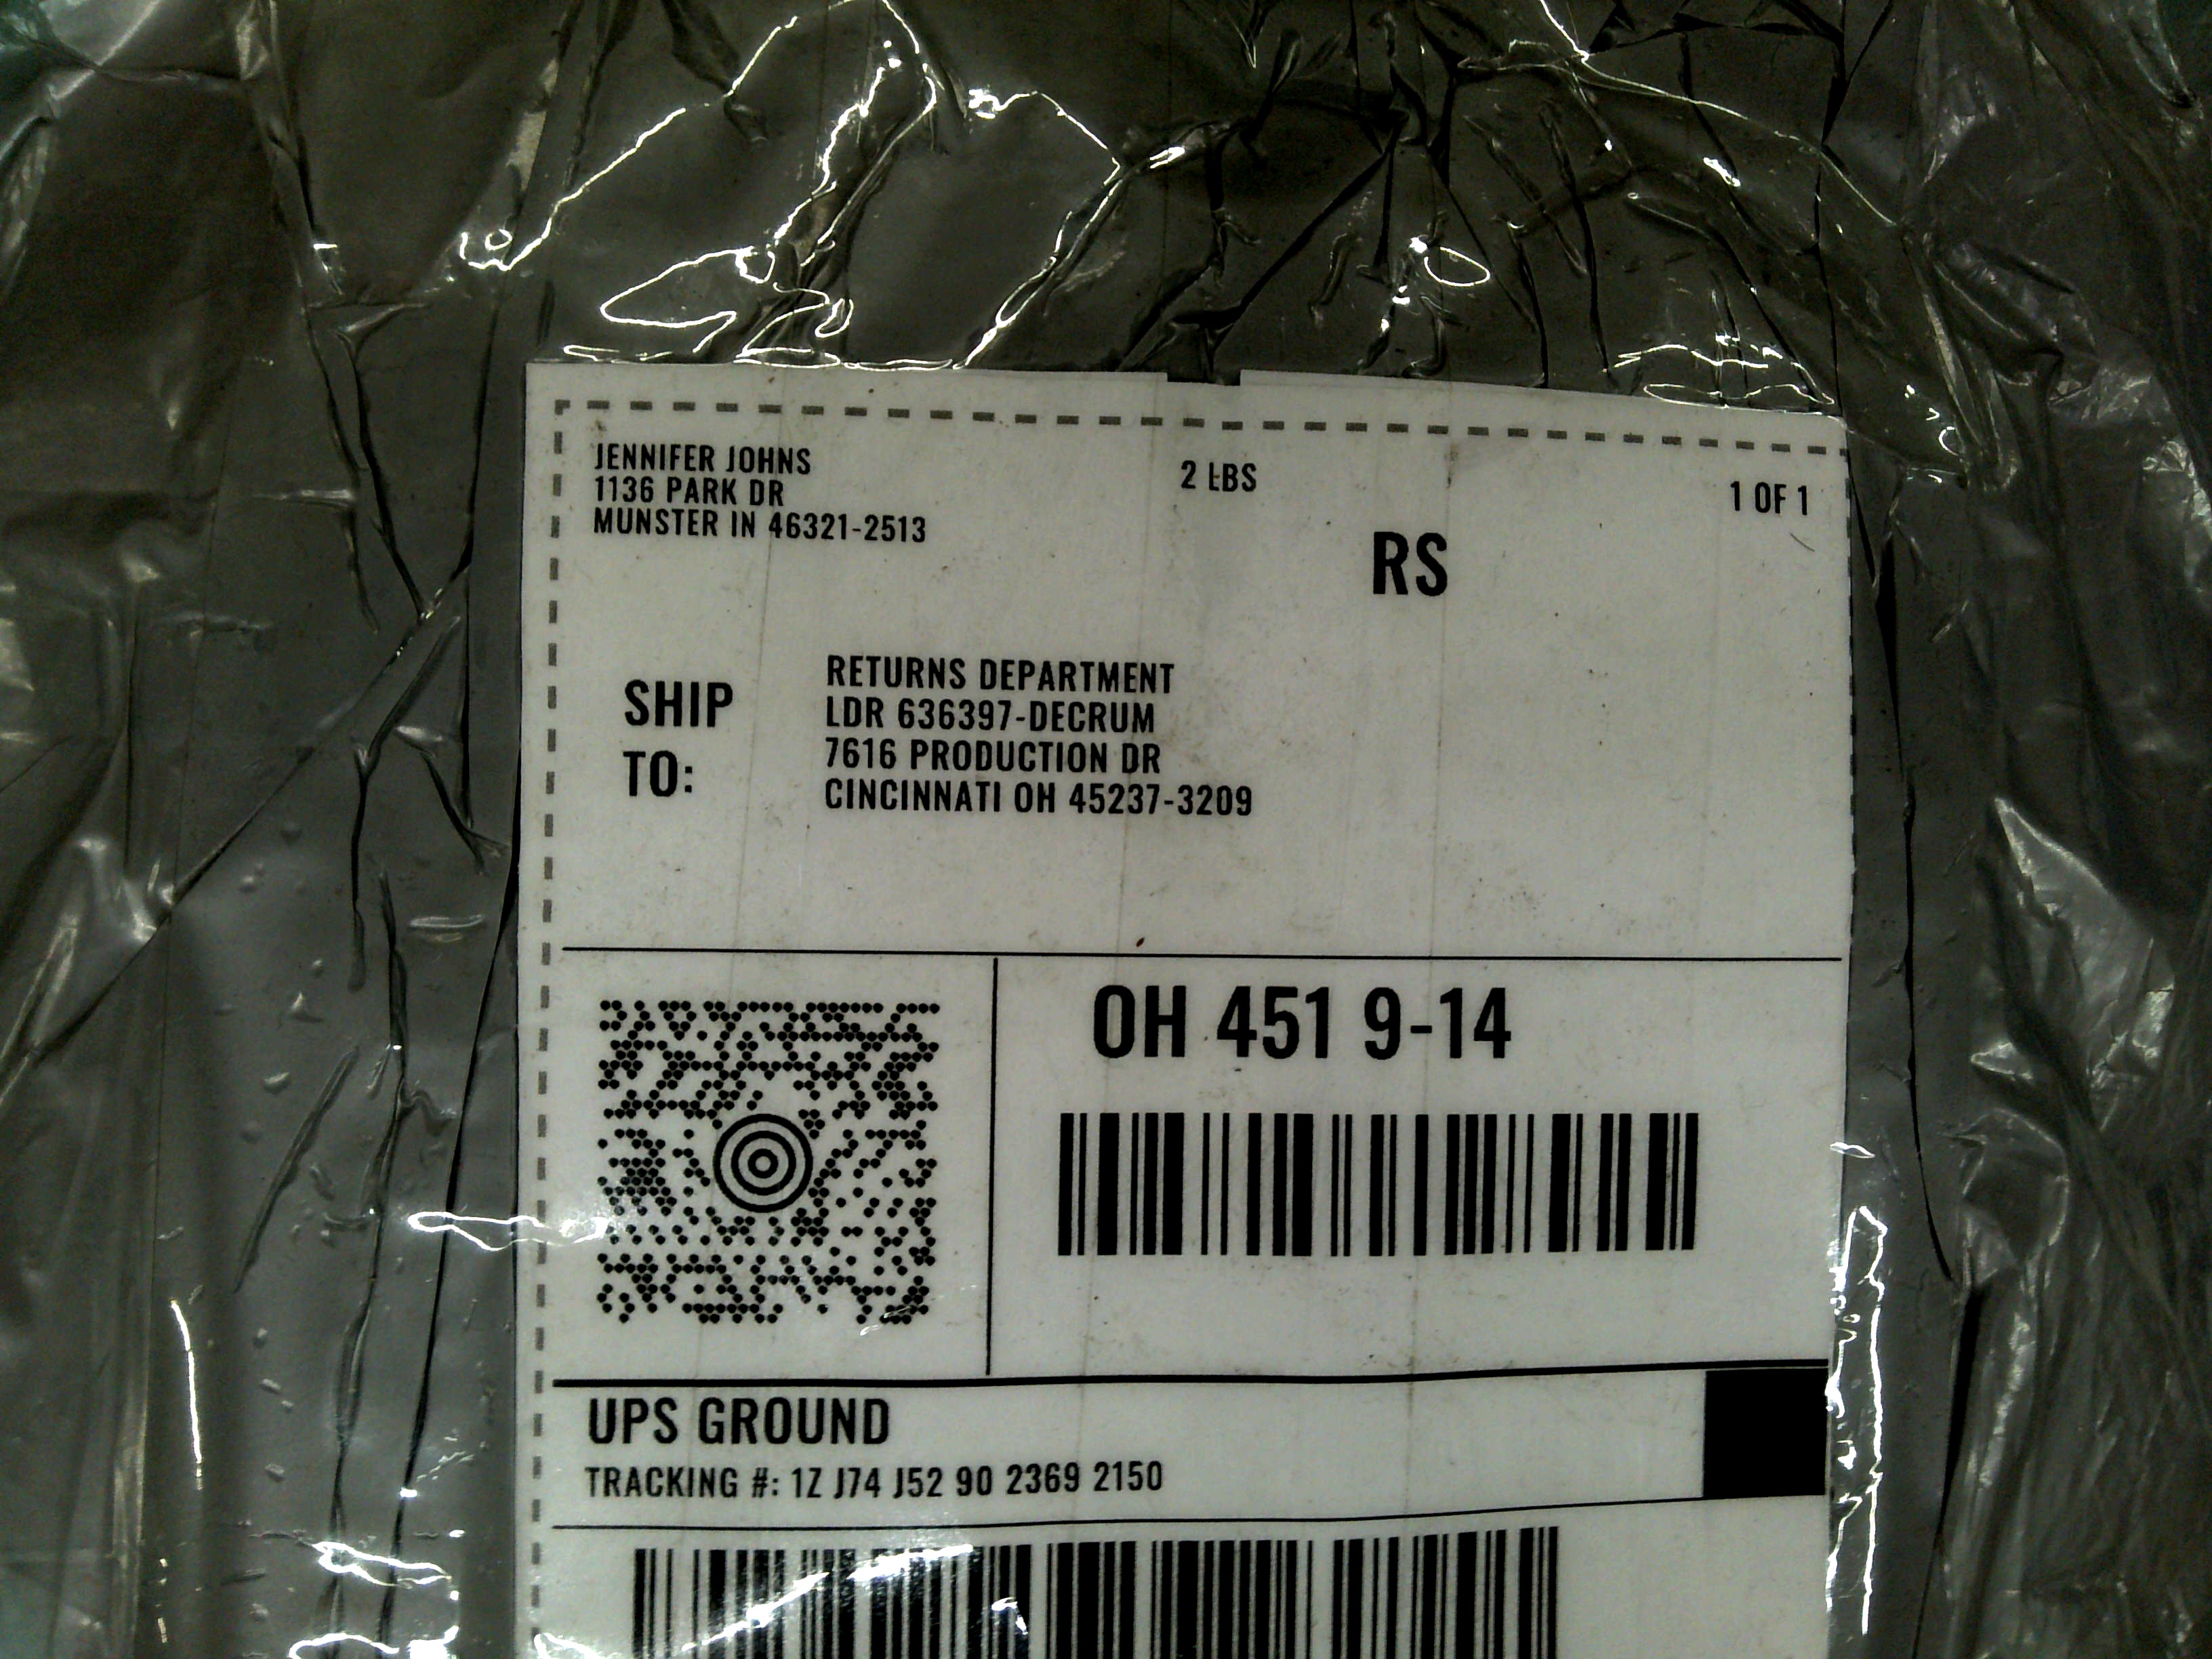 JENNIFER JOHNS
1136 PARK DR
MUNSTER IN 46321-2513
2 LBS
1 OF 1
RS
SHIP
TO:
RETURNS DEPARTMENT
LDR 636397-DECRUM
7616 PRODUCTION DR
CINCINNATI OH 45237-3209
OH 451 9-14
UPS GROUND
TRACKING #: 1Z J74 J52 90 2369 2150